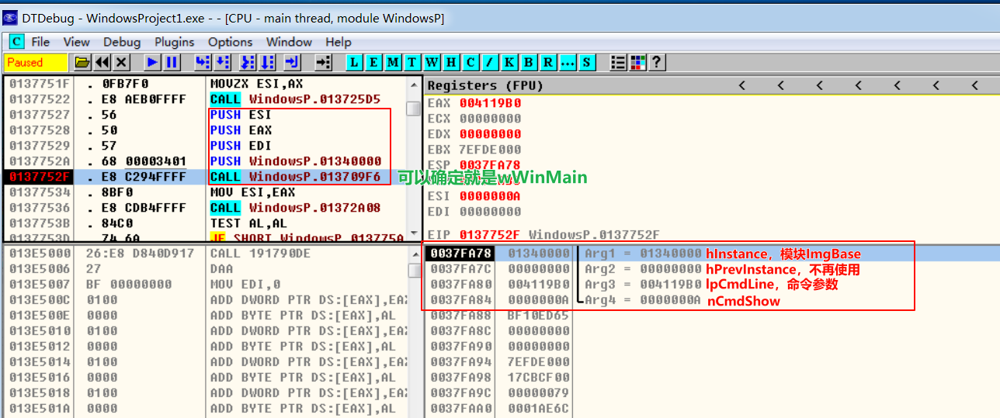 DTDebug - WindowsProject1.exe - - [CPU - main thread, module WindowsP]
C File View Debug Plugins Options Window Help
Paused L E M T W H C / K B R ... S ?
0137751F . 0FB7F0 MOVZX ESI,AX
01377522 . E8 AEB0FFFF CALL WindowsP.013725D5
01377527 . 56 PUSH ESI
01377528 . 50 PUSH EAX
01377529 . 57 PUSH EDI
0137752A . 68 00003401 PUSH WindowsP.01340000
0137752F . E8 C294FFFF CALL WindowsP.013709F6
可以确定就是wWinMain
01377534 . 8BF0 MOV ESI,EAX
01377536 . E8 CDB4FFFF CALL WindowsP.01372A08
0137753B . 84C0 TEST AL,AL
0137753D . 74 6A JE SHORT WindowsP.013775A
Registers (FPU) < < < < < < <
EAX 004119B0
ECX 00000000
EDX 00000000
EBX 7EFDE000
ESP 0037FA78
ESI 0000000A
EDI 00000000
EIP 0137752F WindowsP.0137752F
013E5000 26:E8 D840D917 CALL 191790DE
013E5006 27 DAA
013E5007 BF 00000000 MOV EDI,0
013E500C 0100 ADD DWORD PTR DS:[EAX],EA
013E500E 0000 ADD BYTE PTR DS:[EAX],AL
013E5010 0100 ADD DWORD PTR DS:[EAX],EA
013E5012 0000 ADD BYTE PTR DS:[EAX],AL
013E5014 0100 ADD DWORD PTR DS:[EAX],EA
013E5016 0000 ADD BYTE PTR DS:[EAX],AL
013E5018 0100 ADD DWORD PTR DS:[EAX],EA
013E501A 0000 ADD BYTE PTR DS:[EAX],AL
0037FA78 01340000 Arg1 = 01340000 hInstance，模块ImgBase
0037FA7C 00000000 Arg2 = 00000000 hPrevInstance，不再使用
0037FA80 004119B0 Arg3 = 004119B0 lpCmdLine，命令参数
0037FA84 0000000A Arg4 = 0000000A nCmdShow
0037FA88 BF10ED65
0037FA8C 00000000
0037FA90 00000000
0037FA94 7EFDE000
0037FA98 17CBCF00
0037FA9C 00000079
0037FAA0 0001AE6C